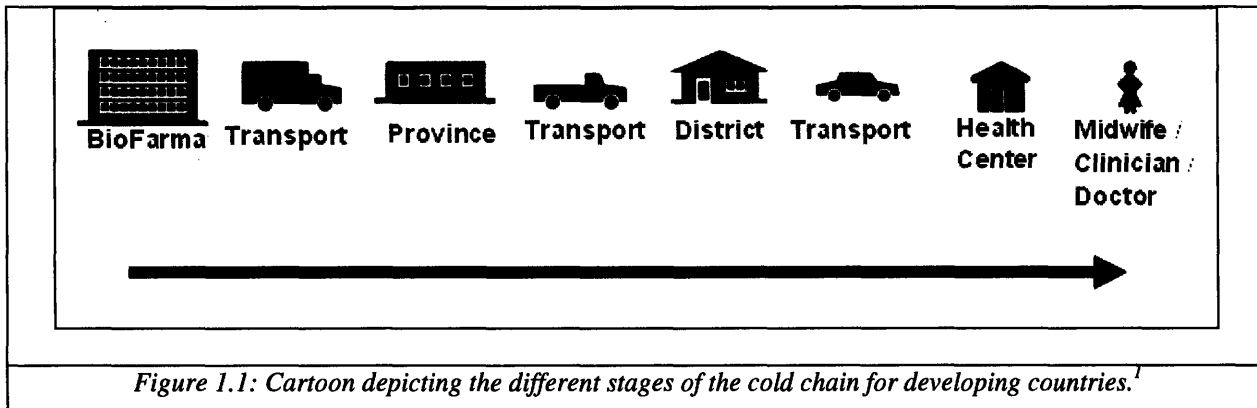 BioFarma
Transport
Province
Transport
District
Transport
Health
Center
Midwife /
Clinician /
Doctor
Figure 1.1: Cartoon depicting the different stages of the cold chain for developing countries.1